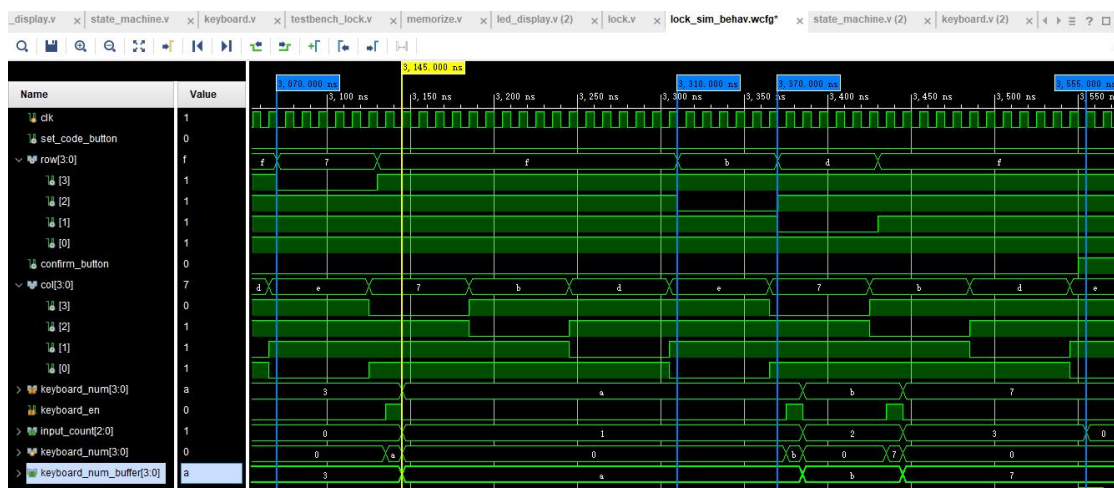 _display.v × state_machine.v × keyboard.v × testbench_lock.v × memorize.v × led_display.v (2) × lock.v × lock_sim_behav.wcfg* × state_machine.v (2) × keyboard.v (2) × ?
3,145.000 ns
3,070.000 ns 3,310.000 ns 3,370.000 ns 3,555.000 ns
Name Value 3,100 ns 3,150 ns 3,200 ns 3,250 ns 3,300 ns 3,350 ns 3,400 ns 3,450 ns 3,500 ns 3,550 n
clk 1
set_code_button 0
row[3:0] f f 7 f b d f
[3] 1
[2] 1
[1] 1
[0] 1
confirm_button 0
col[3:0] 7 d e 7 b d e 7 b d e
[3] 0
[2] 1
[1] 1
[0] 1
keyboard_num[3:0] a 3 a b 7
keyboard_en 0
input_count[2:0] 1 0 1 2 3 0
keyboard_num[3:0] 0 0 a 0 b 0 7 0
keyboard_num_buffer[3:0] a 3 a b 7